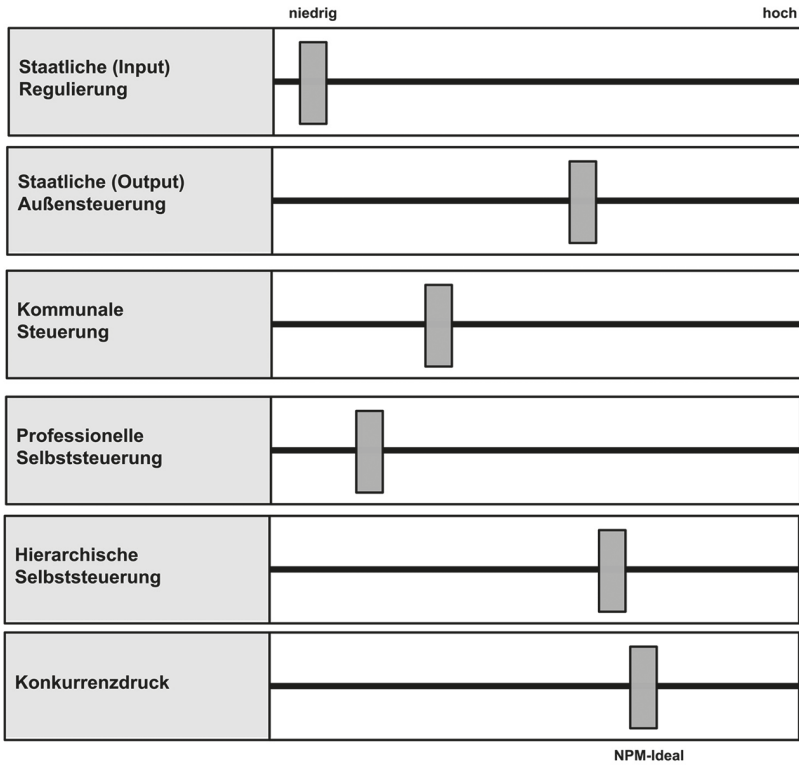 niedrig hoch
Staatliche (Input)
Regulierung
Staatliche (Output)
Außensteuerung
Kommunale
Steuerung
Professionelle
Selbststeuerung
Hierarchische
Selbststeuerung
Konkurrenzdruck
NPM-Ideal